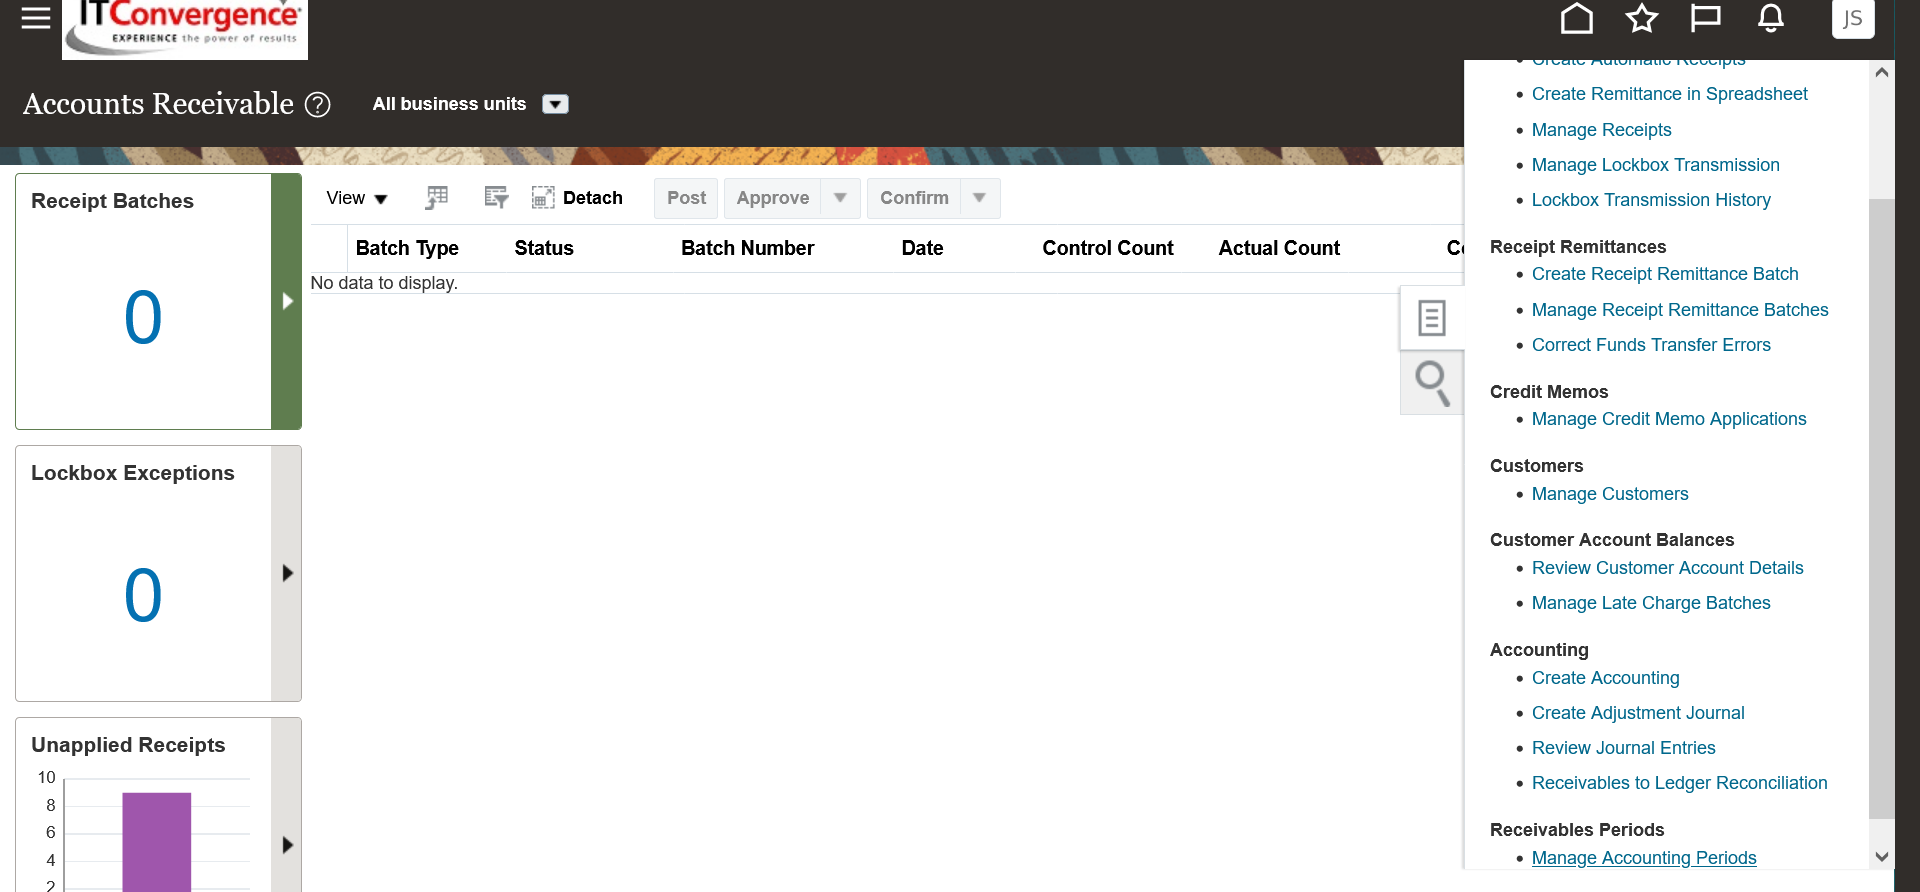 ITConvergence
EXPERIENCE the power of results
JS
Accounts Receivable ?
All business units
Create Automatic Receipts
Create Remittance in Spreadsheet
Manage Receipts
Manage Lockbox Transmission
Lockbox Transmission History
Receipt Remittances
Create Receipt Remittance Batch
Manage Receipt Remittance Batches
Correct Funds Transfer Errors
Credit Memos
Manage Credit Memo Applications
Customers
Manage Customers
Customer Account Balances
Review Customer Account Details
Manage Late Charge Batches
Accounting
Create Accounting
Create Adjustment Journal
Review Journal Entries
Receivables to Ledger Reconciliation
Receivables Periods
Manage Accounting Periods
Receipt Batches
0
Lockbox Exceptions
0
Unapplied Receipts
10
8
6
4
2
View Detach Post Approve Confirm
Batch Type Status Batch Number Date Control Count Actual Count
No data to display.